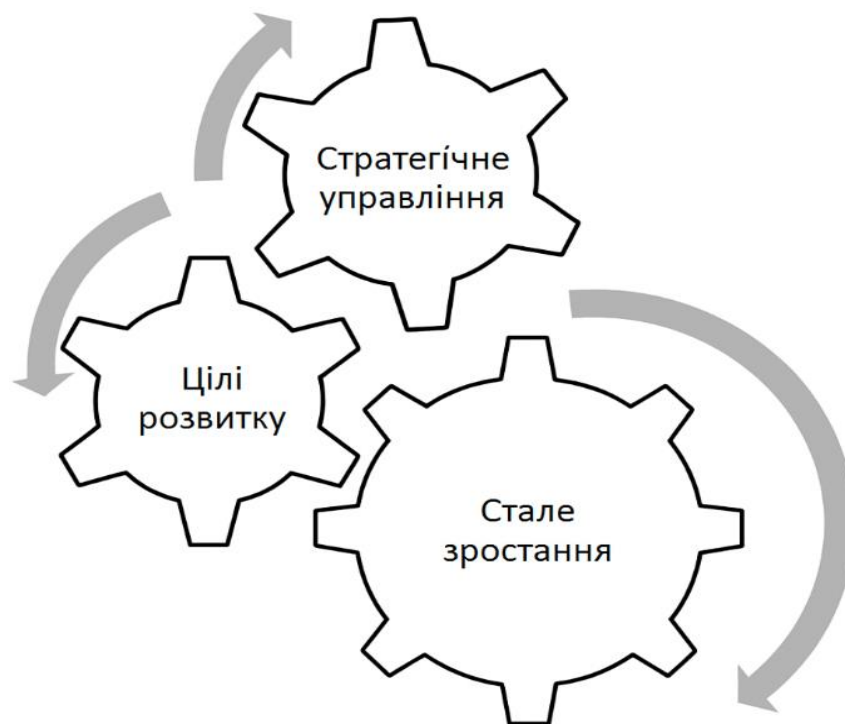 Стратегічне
управління
Цілі
розвитку
Стале
зростання